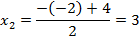 x₂ = −(−2) + 4 / 2 = 3